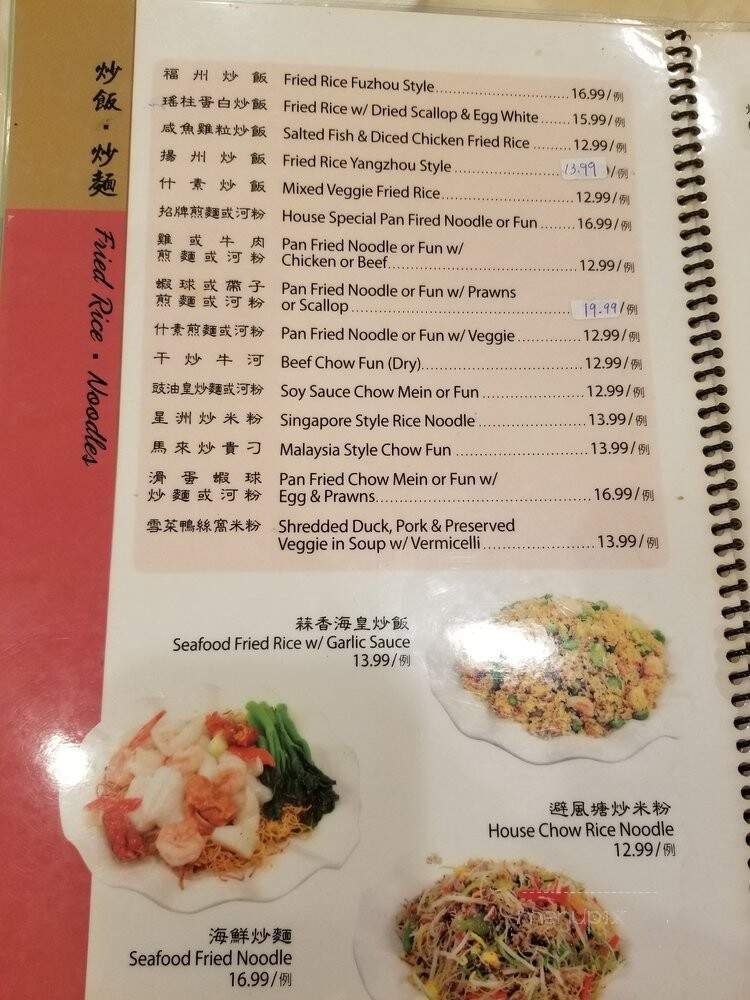 炒飯 · 炒麵
Fried Rice · Noodles
福州炒飯 Fried Rice Fuzhou Style 16.99/例
瑤柱蛋白炒飯 Fried Rice w/ Dried Scallop & Egg White 15.99/例
咸魚雞粒炒飯 Salted Fish & Diced Chicken Fried Rice 12.99/例
揚州炒飯 Fried Rice Yangzhou Style 13.99/例
什素炒飯 Mixed Veggie Fried Rice 12.99/例
招牌煎麵或河粉 House Special Pan Fired Noodle or Fun 16.99/例
雞或牛肉 Pan Fried Noodle or Fun w/
煎麵或河粉 Chicken or Beef 12.99/例
蝦球或帶子 Pan Fried Noodle or Fun w/ Prawns
煎麵或河粉 or Scallop 19.99/例
什素煎麵或河粉 Pan Fried Noodle or Fun w/ Veggie 12.99/例
干炒牛河 Beef Chow Fun (Dry) 12.99/例
豉油皇炒麵或河粉 Soy Sauce Chow Mein or Fun 12.99/例
星洲炒米粉 Singapore Style Rice Noodle 13.99/例
馬來炒貴刁 Malaysia Style Chow Fun 13.99/例
滑蛋蝦球 Pan Fried Chow Mein or Fun w/
炒麵或河粉 Egg & Prawns 16.99/例
雪菜鴨絲窩米粉 Shredded Duck, Pork & Preserved
Veggie in Soup w/ Vermicelli 13.99/例
蒜香海皇炒飯
Seafood Fried Rice w/ Garlic Sauce
13.99/例
避風塘炒米粉
House Chow Rice Noodle
12.99/例
海鮮炒麵
Seafood Fried Noodle
16.99/例
menupix